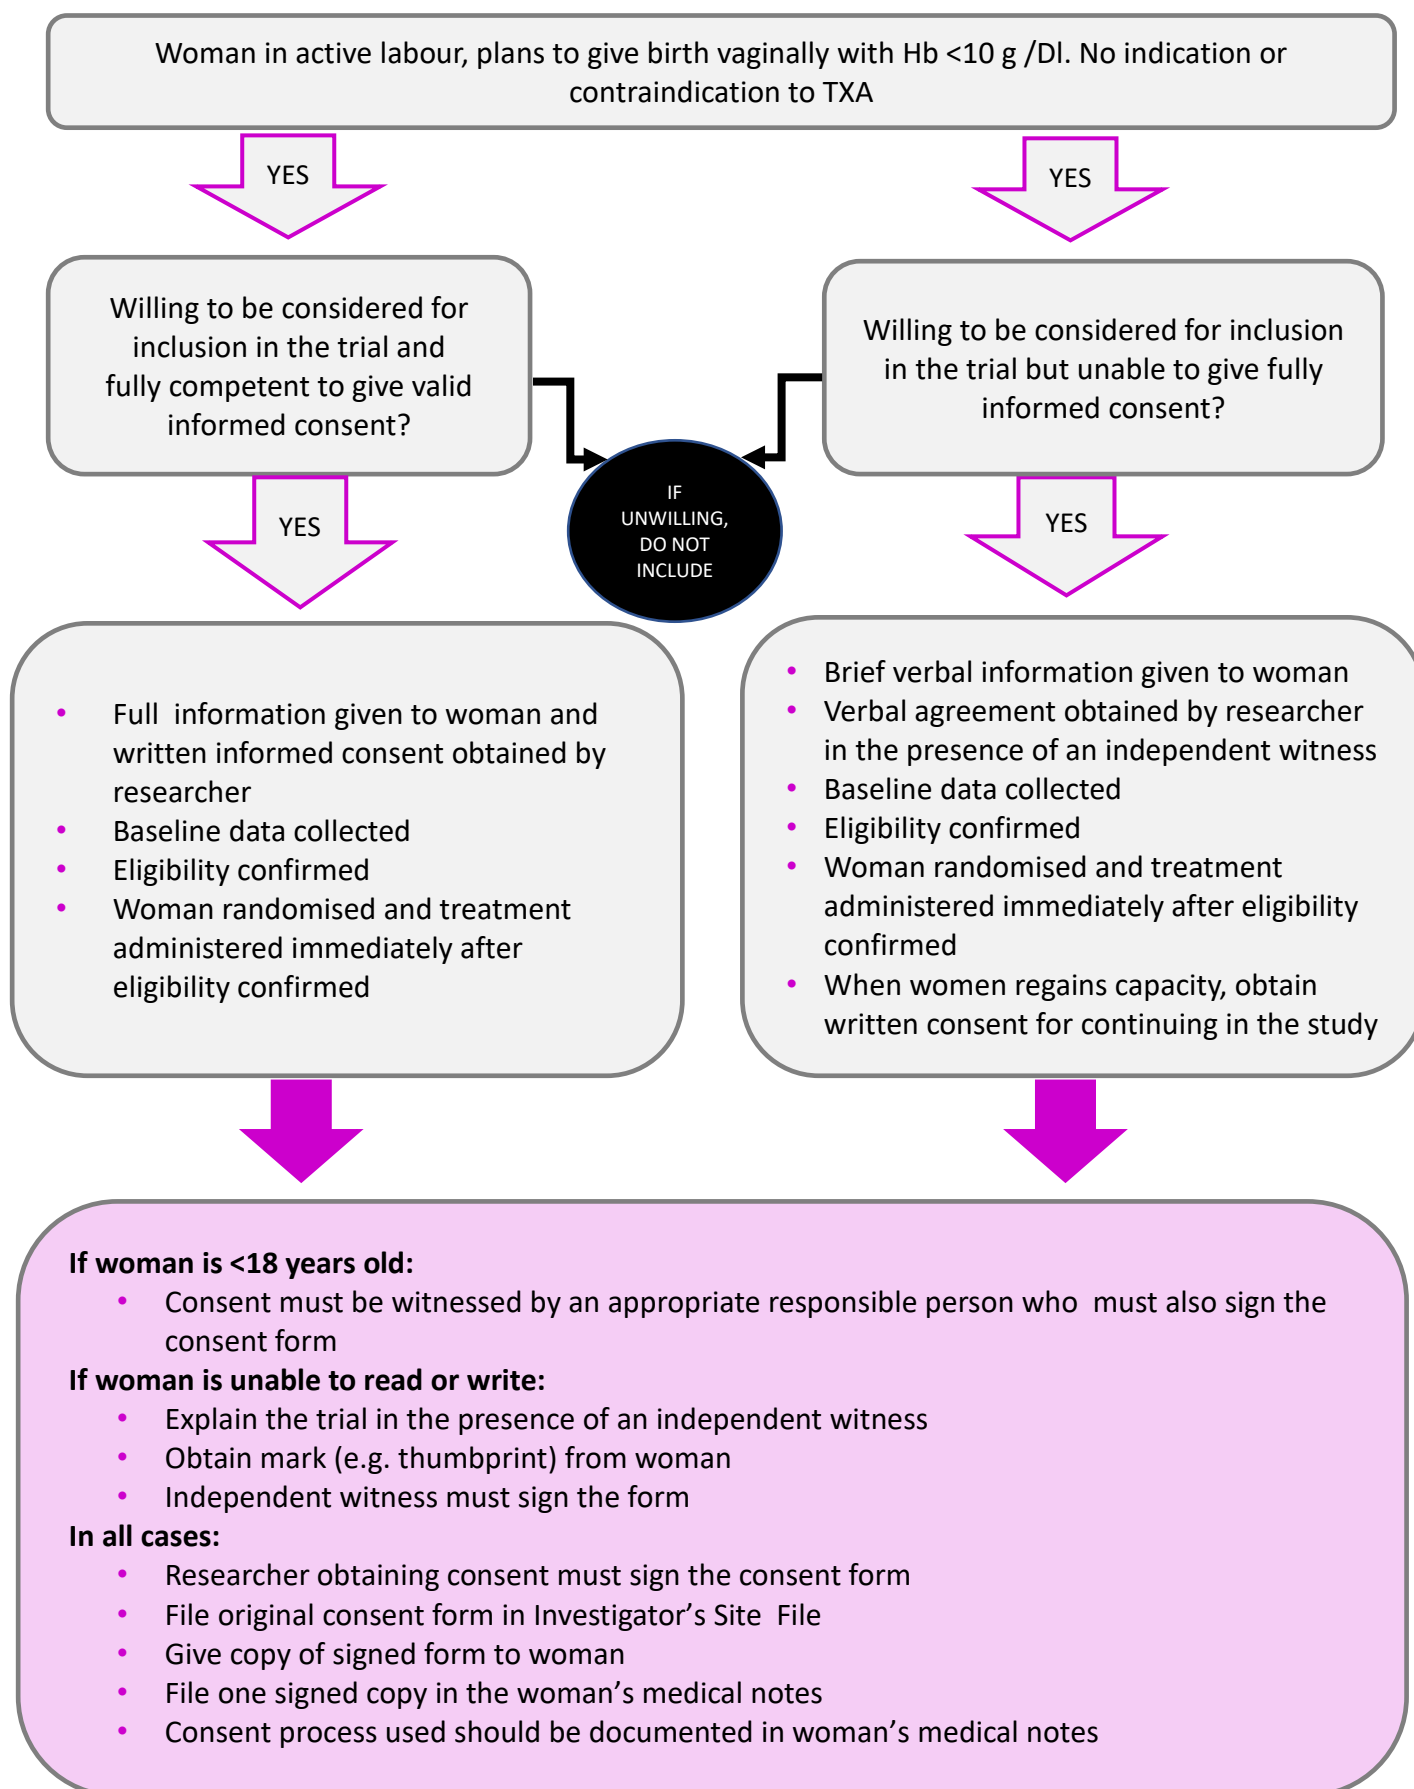 Woman in active labour, plans to give birth vaginally with Hb <10 g /Dl. No indication or
contraindication to TXA
YES
YES
Willing to be considered for
inclusion in the trial and
fully competent to give valid
informed consent?
Willing to be considered for inclusion
in the trial but unable to give fully
informed consent?
IF
UNWILLING,
DO NOT
INCLUDE
YES
YES
• Full  information given to woman and
written informed consent obtained by
researcher
• Baseline data collected
• Eligibility confirmed
• Woman randomised and treatment
administered immediately after
eligibility confirmed
• Brief verbal information given to woman
• Verbal agreement obtained by researcher
in the presence of an independent witness
• Baseline data collected
• Eligibility confirmed
• Woman randomised and treatment
administered immediately after eligibility
confirmed
• When women regains capacity, obtain
written consent for continuing in the study
If woman is <18 years old:
• Consent must be witnessed by an appropriate responsible person who  must also sign the
consent form
If woman is unable to read or write:
• Explain the trial in the presence of an independent witness
• Obtain mark (e.g. thumbprint) from woman
• Independent witness must sign the form
In all cases:
• Researcher obtaining consent must sign the consent form
• File original consent form in Investigator’s Site  File
• Give copy of signed form to woman
• File one signed copy in the woman’s medical notes
• Consent process used should be documented in woman’s medical notes